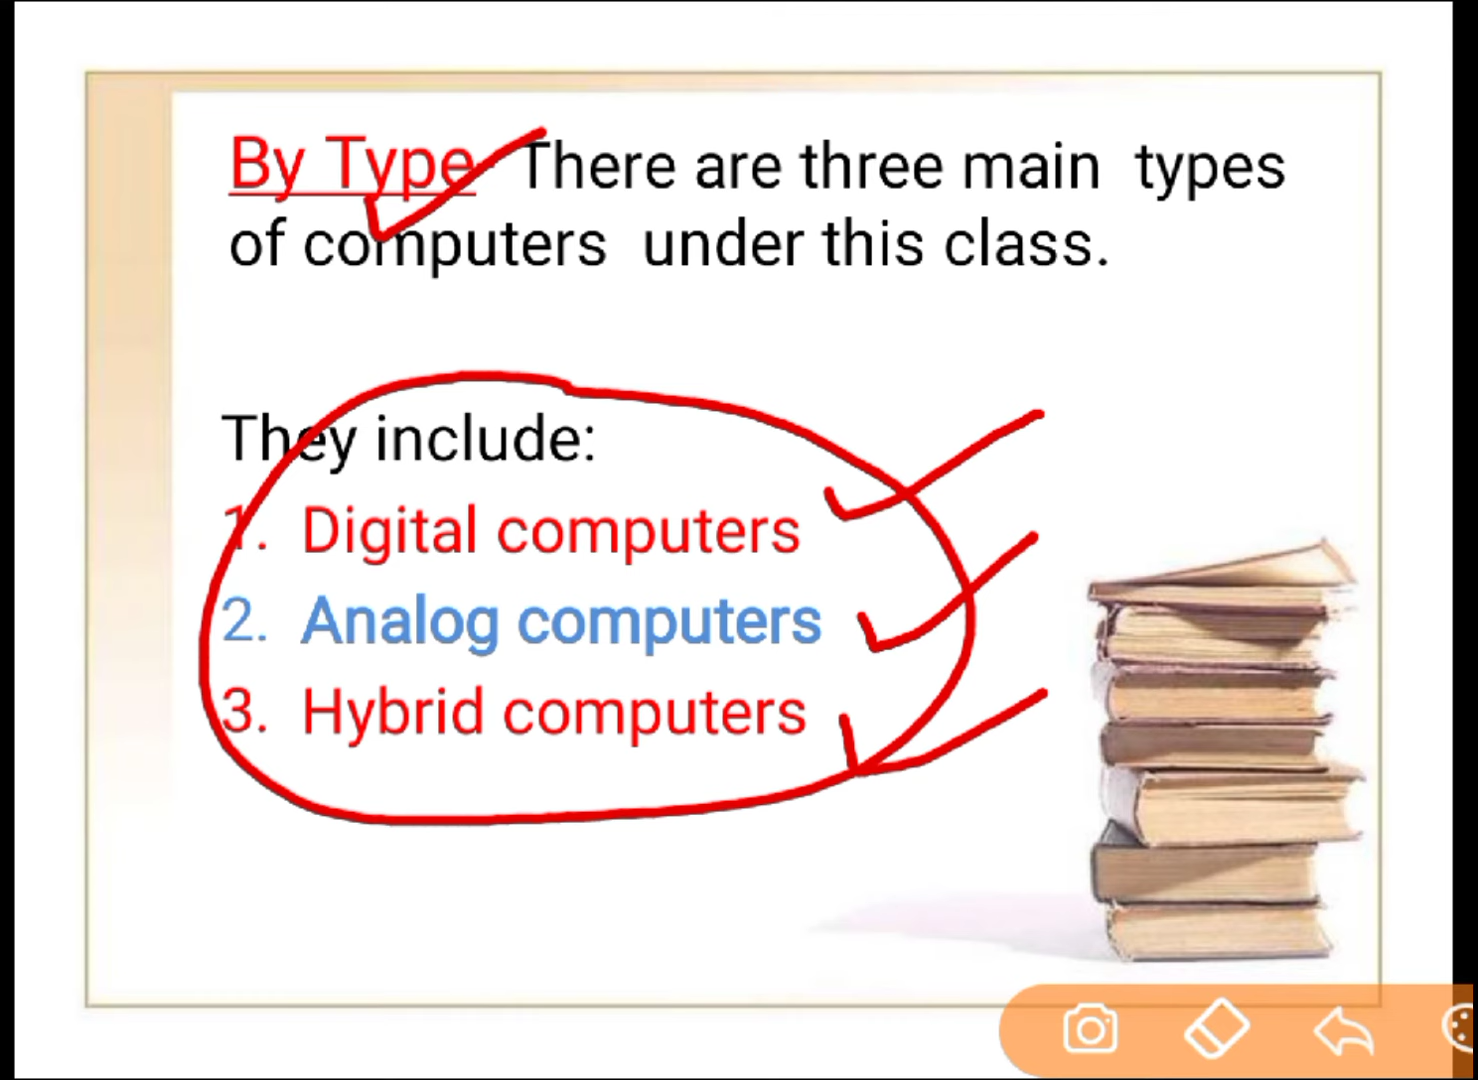 By Type- There are three main types
of computers under this class.
They include:
1. Digital computers
2. Analog computers
3. Hybrid computers